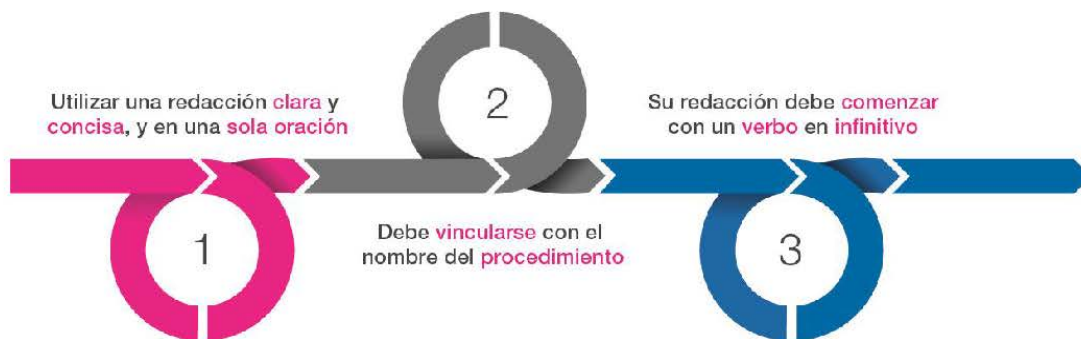 Utilizar una redacción clara y
concisa, y en una sola oración
1
2
Debe vincularse con el
nombre del procedimiento
Su redacción debe comenzar
con un verbo en infinitivo
3